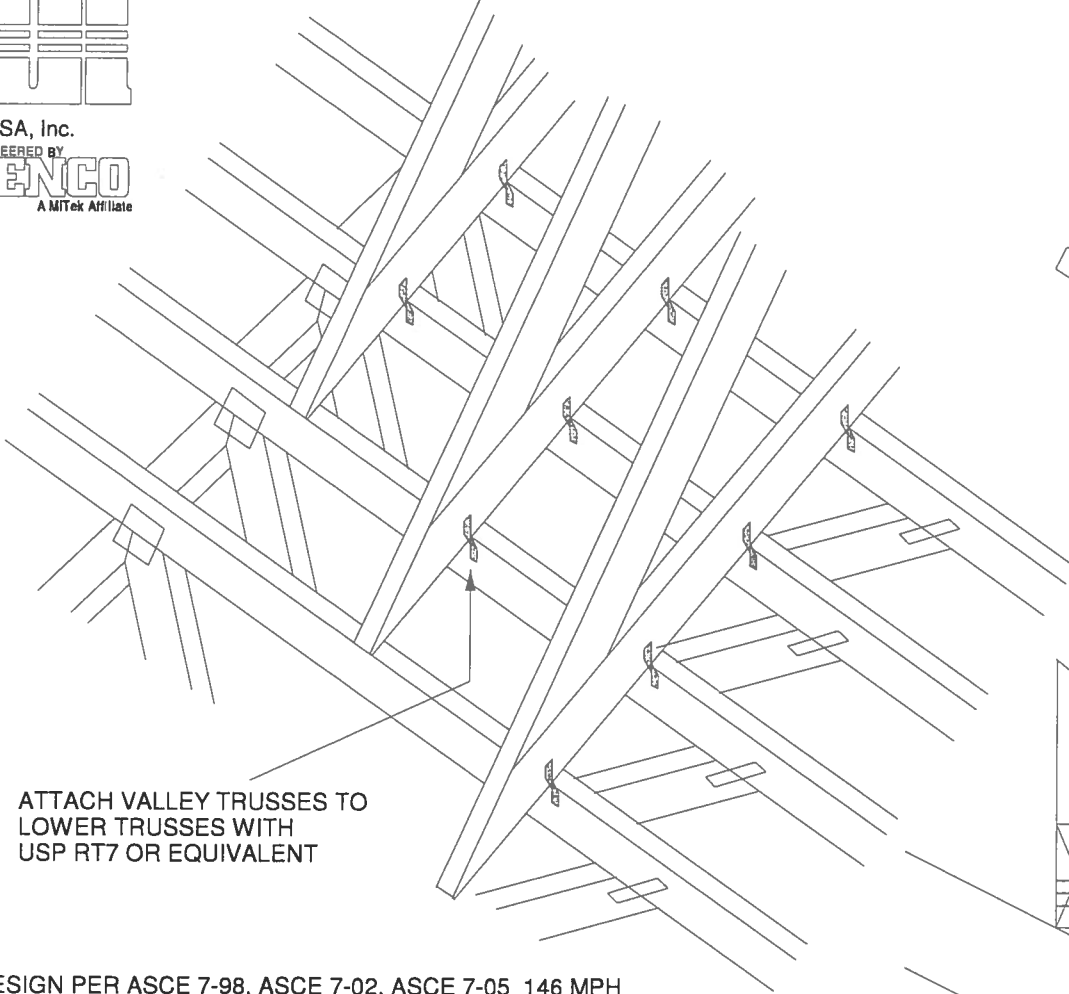 SA, Inc.
EERED BY
ENCO
A MiTek Affiliate
ATTACH VALLEY TRUSSES TO
LOWER TRUSSES WITH
USP RT7 OR EQUIVALENT
ESIGN PER ASCE 7-98, ASCE 7-02, ASCE 7-05 146 MPH